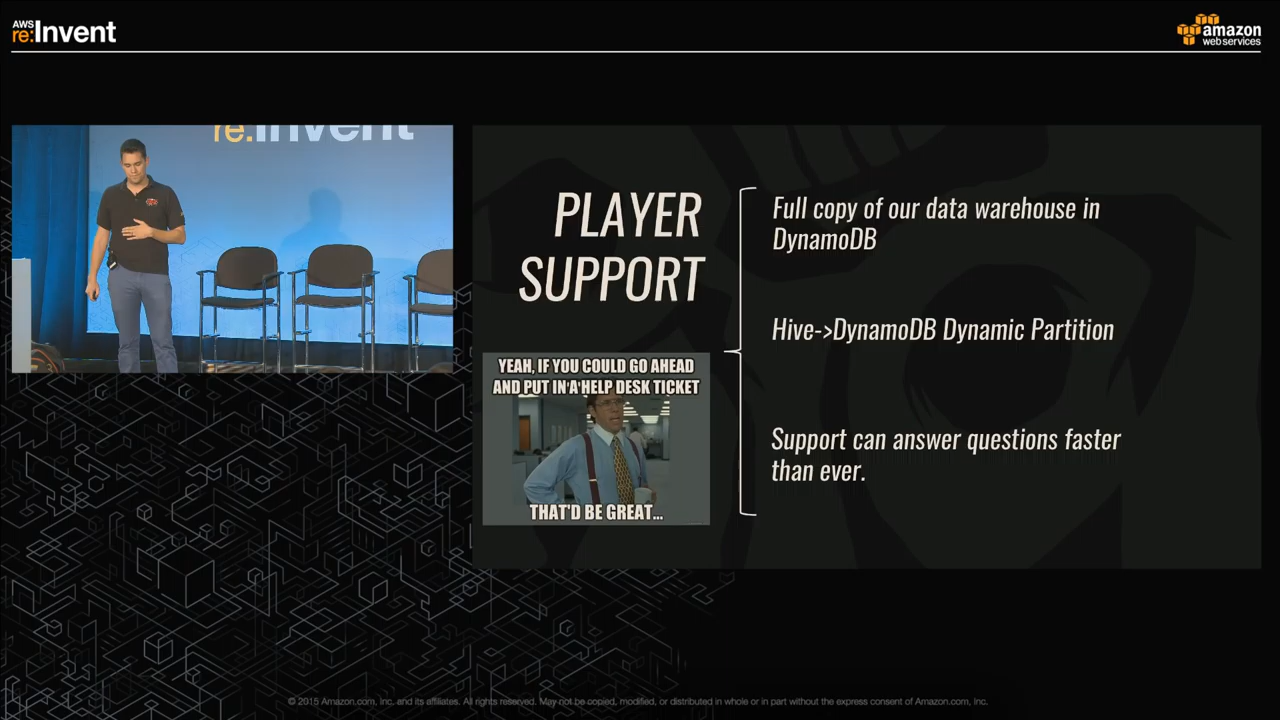 AWS
re:Invent
amazon
webservices
re:Invent
PLAYER
SUPPORT
Full copy of our data warehouse in
DynamoDB
Hive->DynamoDB Dynamic Partition
Support can answer questions faster
than ever.
YEAH, IF YOU COULD GO AHEAD
AND PUT IN A HELP DESK TICKET
THAT'D BE GREAT...
© 2015 Amazon.com, Inc. and its affiliates. All rights reserved. May not be copied, modified, or distributed in whole or in part without the express consent of Amazon.com, Inc.